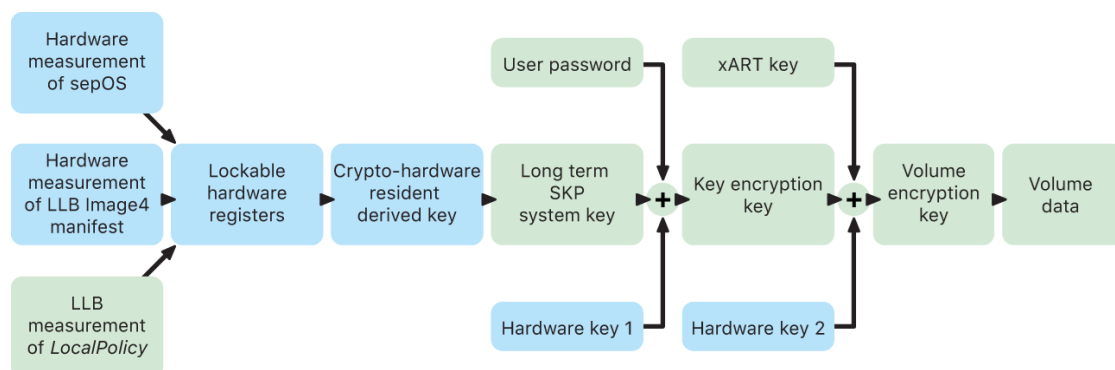 Hardware
measurement
of sepOS
Hardware
measurement
of LLB Image4
manifest
LLB
measurement
of LocalPolicy
Lockable
hardware
registers
Crypto-hardware
resident
derived key
Long term
SKP
system key
User password
+
Hardware key 1
Key encryption
key
xART key
+
Hardware key 2
Volume
encryption
key
Volume
data